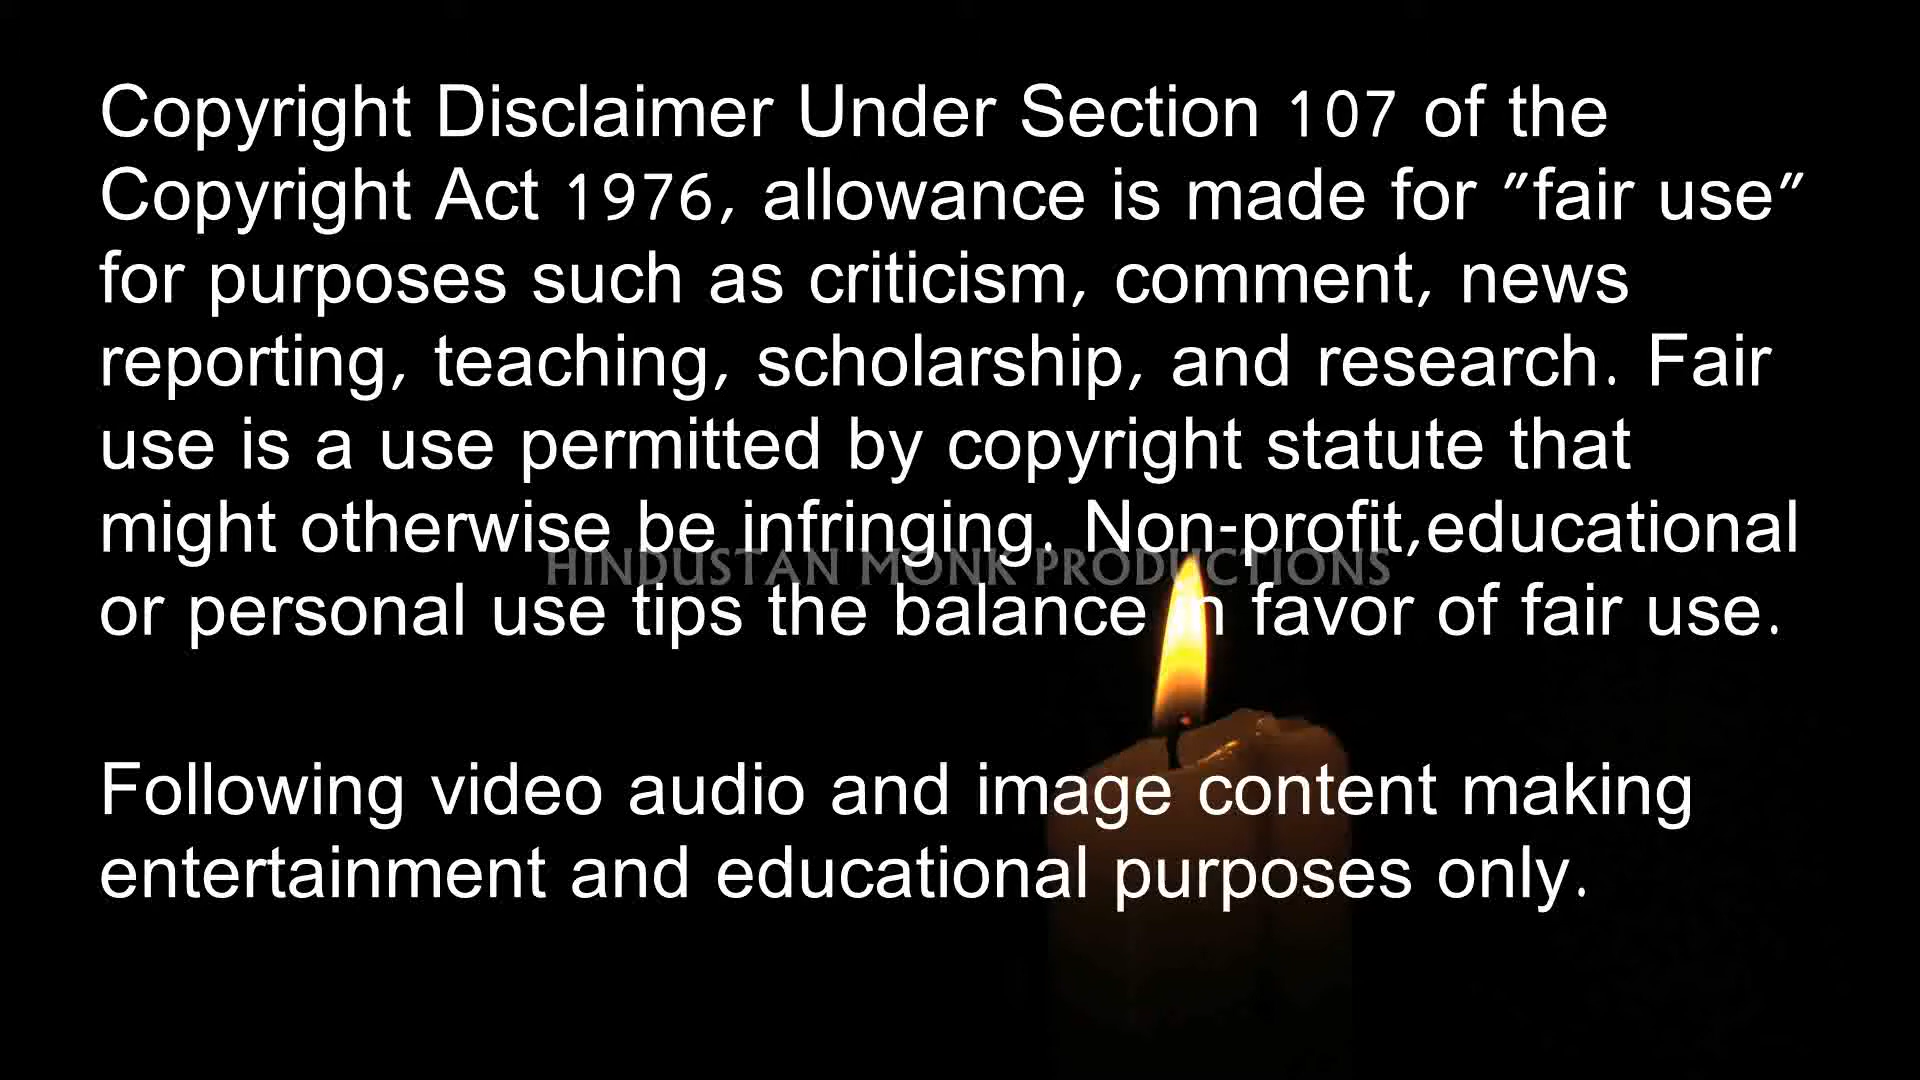 Copyright Disclaimer Under Section 107 of the
Copyright Act 1976, allowance is made for "fair use"
for purposes such as criticism, comment, news
reporting, teaching, scholarship, and research. Fair
use is a use permitted by copyright statute that
might otherwise be infringing. Non-profit,educational
HINDUSTAN MONK PRODUCTIONS
or personal use tips the balance in favor of fair use.
Following video audio and image content making
entertainment and educational purposes only.